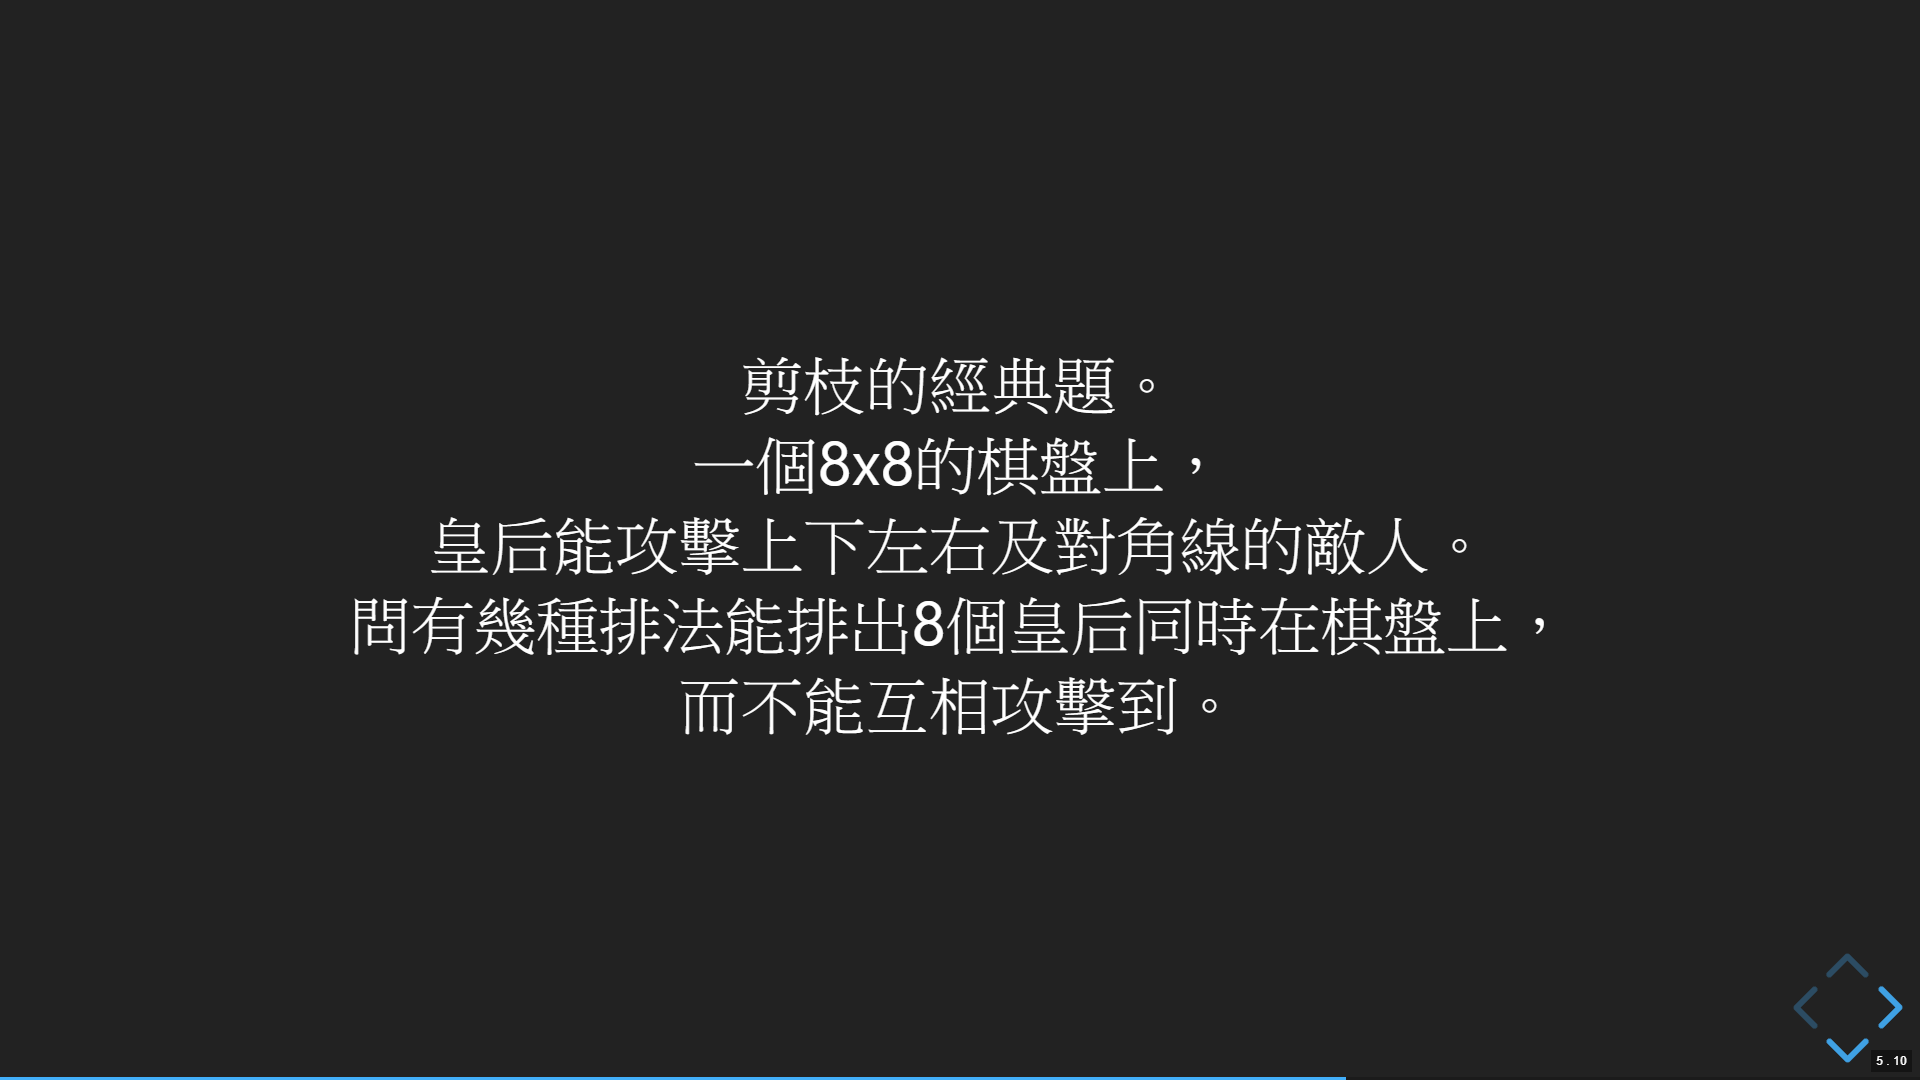 剪枝的經典題。
一個8x8的棋盤上，
皇后能攻擊上下左右及對角線的敵人。
問有幾種排法能排出8個皇后同時在棋盤上，
而不能互相攻擊到。
5 . 10